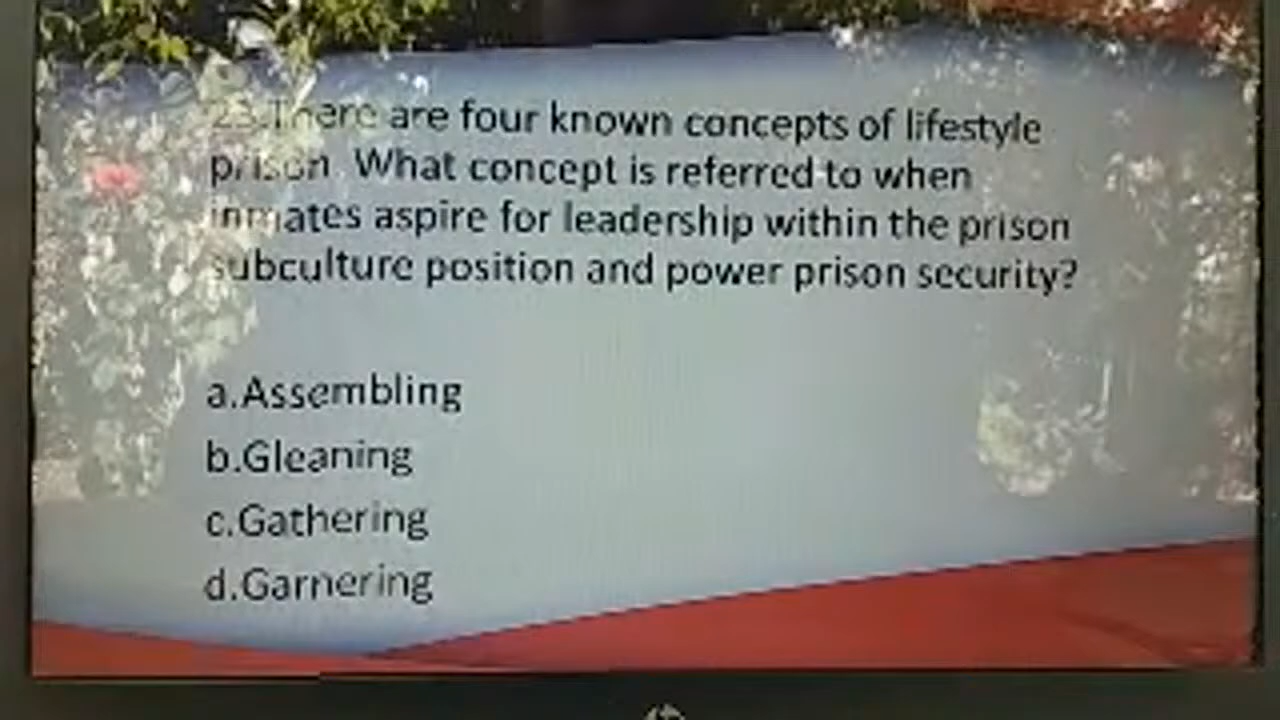 23.There are four known concepts of lifestyle
prison. What concept is referred to when
inmates aspire for leadership within the prison
subculture position and power prison security?
a.Assembling
b.Gleaning
c.Gathering
d.Garnering